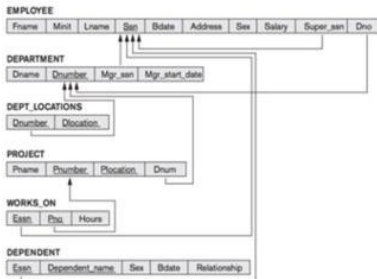 EMPLOYEE
Fname Minit Lname Ssn Bdate Address Sex Salary Super_ssn Dno
DEPARTMENT
Dname Dnumber Mgr_ssn Mgr_start_date
DEPT_LOCATIONS
Dnumber Dlocation
PROJECT
Pname Pnumber Plocation Dnum
WORKS_ON
Essn Pno Hours
DEPENDENT
Essn Dependent_name Sex Bdate Relationship